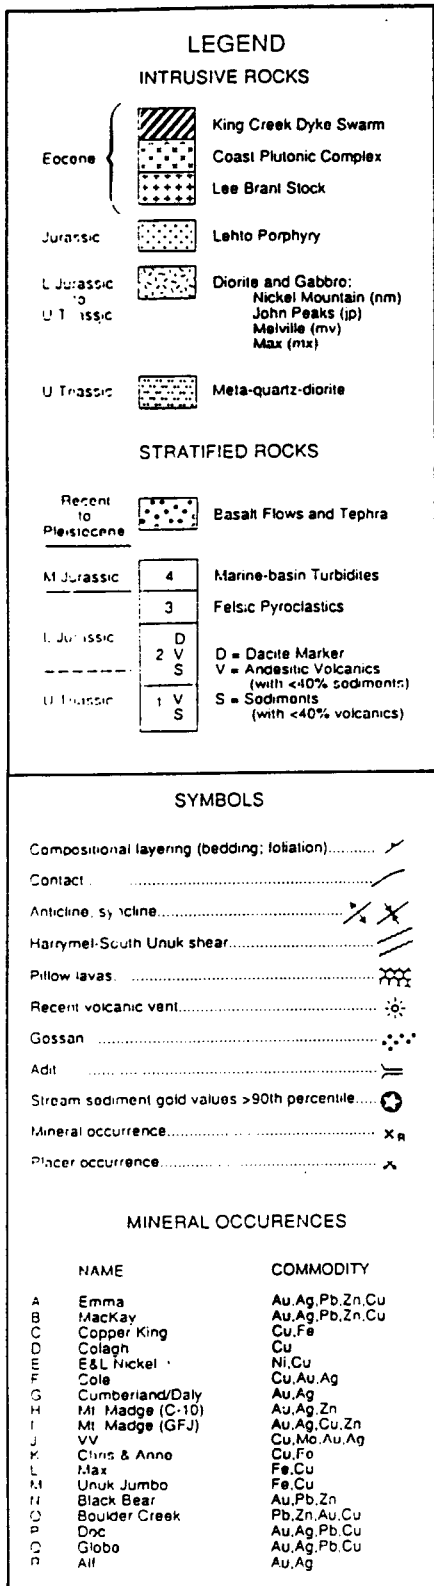 LEGEND
INTRUSIVE ROCKS
King Creek Dyke Swarm
Eocene
Coast Plutonic Complex
Lee Brant Stock
Jurassic Lehto Porphyry
L Jurassic Diorite and Gabbro:
to Nickel Mountain (nm)
U Triassic John Peaks (jp)
Melville (mv)
Max (mx)
U Triassic Meta-quartz-diorite
STRATIFIED ROCKS
Recent
to Basalt Flows and Tephra
Pleistocene
M Jurassic 4 Marine-basin Turbidites
3 Felsic Pyroclastics
L Jurassic D
2 V D = Dacite Marker
S V = Andesitic Volcanics
(with <40% sediments)
U Triassic 1 V S = Sediments
S (with <40% volcanics)
SYMBOLS
Compositional layering (bedding; foliation)
Contact
Anticline, syncline
Harrymel-South Unuk shear
Pillow lavas
Recent volcanic vent
Gossan
Adit
Stream sediment gold values >90th percentile
Mineral occurrence x R
Placer occurrence x
MINERAL OCCURENCES
NAME COMMODITY
A Emma Au,Ag,Pb,Zn,Cu
B MacKay Au,Ag,Pb,Zn,Cu
C Copper King Cu,Fe
D Colagh Cu
E E&L Nickel Ni,Cu
F Cole Cu,Au,Ag
G Cumberland/Daly Au,Ag
H Mt Madge (C-10) Au,Ag,Zn
I Mt Madge (GFJ) Au,Ag,Cu,Zn
J VV Cu,Mo,Au,Ag
K Chris & Anne Cu,Fe
L Max Fe,Cu
M Unuk Jumbo Fe,Cu
N Black Bear Au,Pb,Zn
O Boulder Creek Pb,Zn,Au,Cu
P Doc Au,Ag,Pb,Cu
Q Globe Au,Ag,Pb,Cu
R Alf Au,Ag